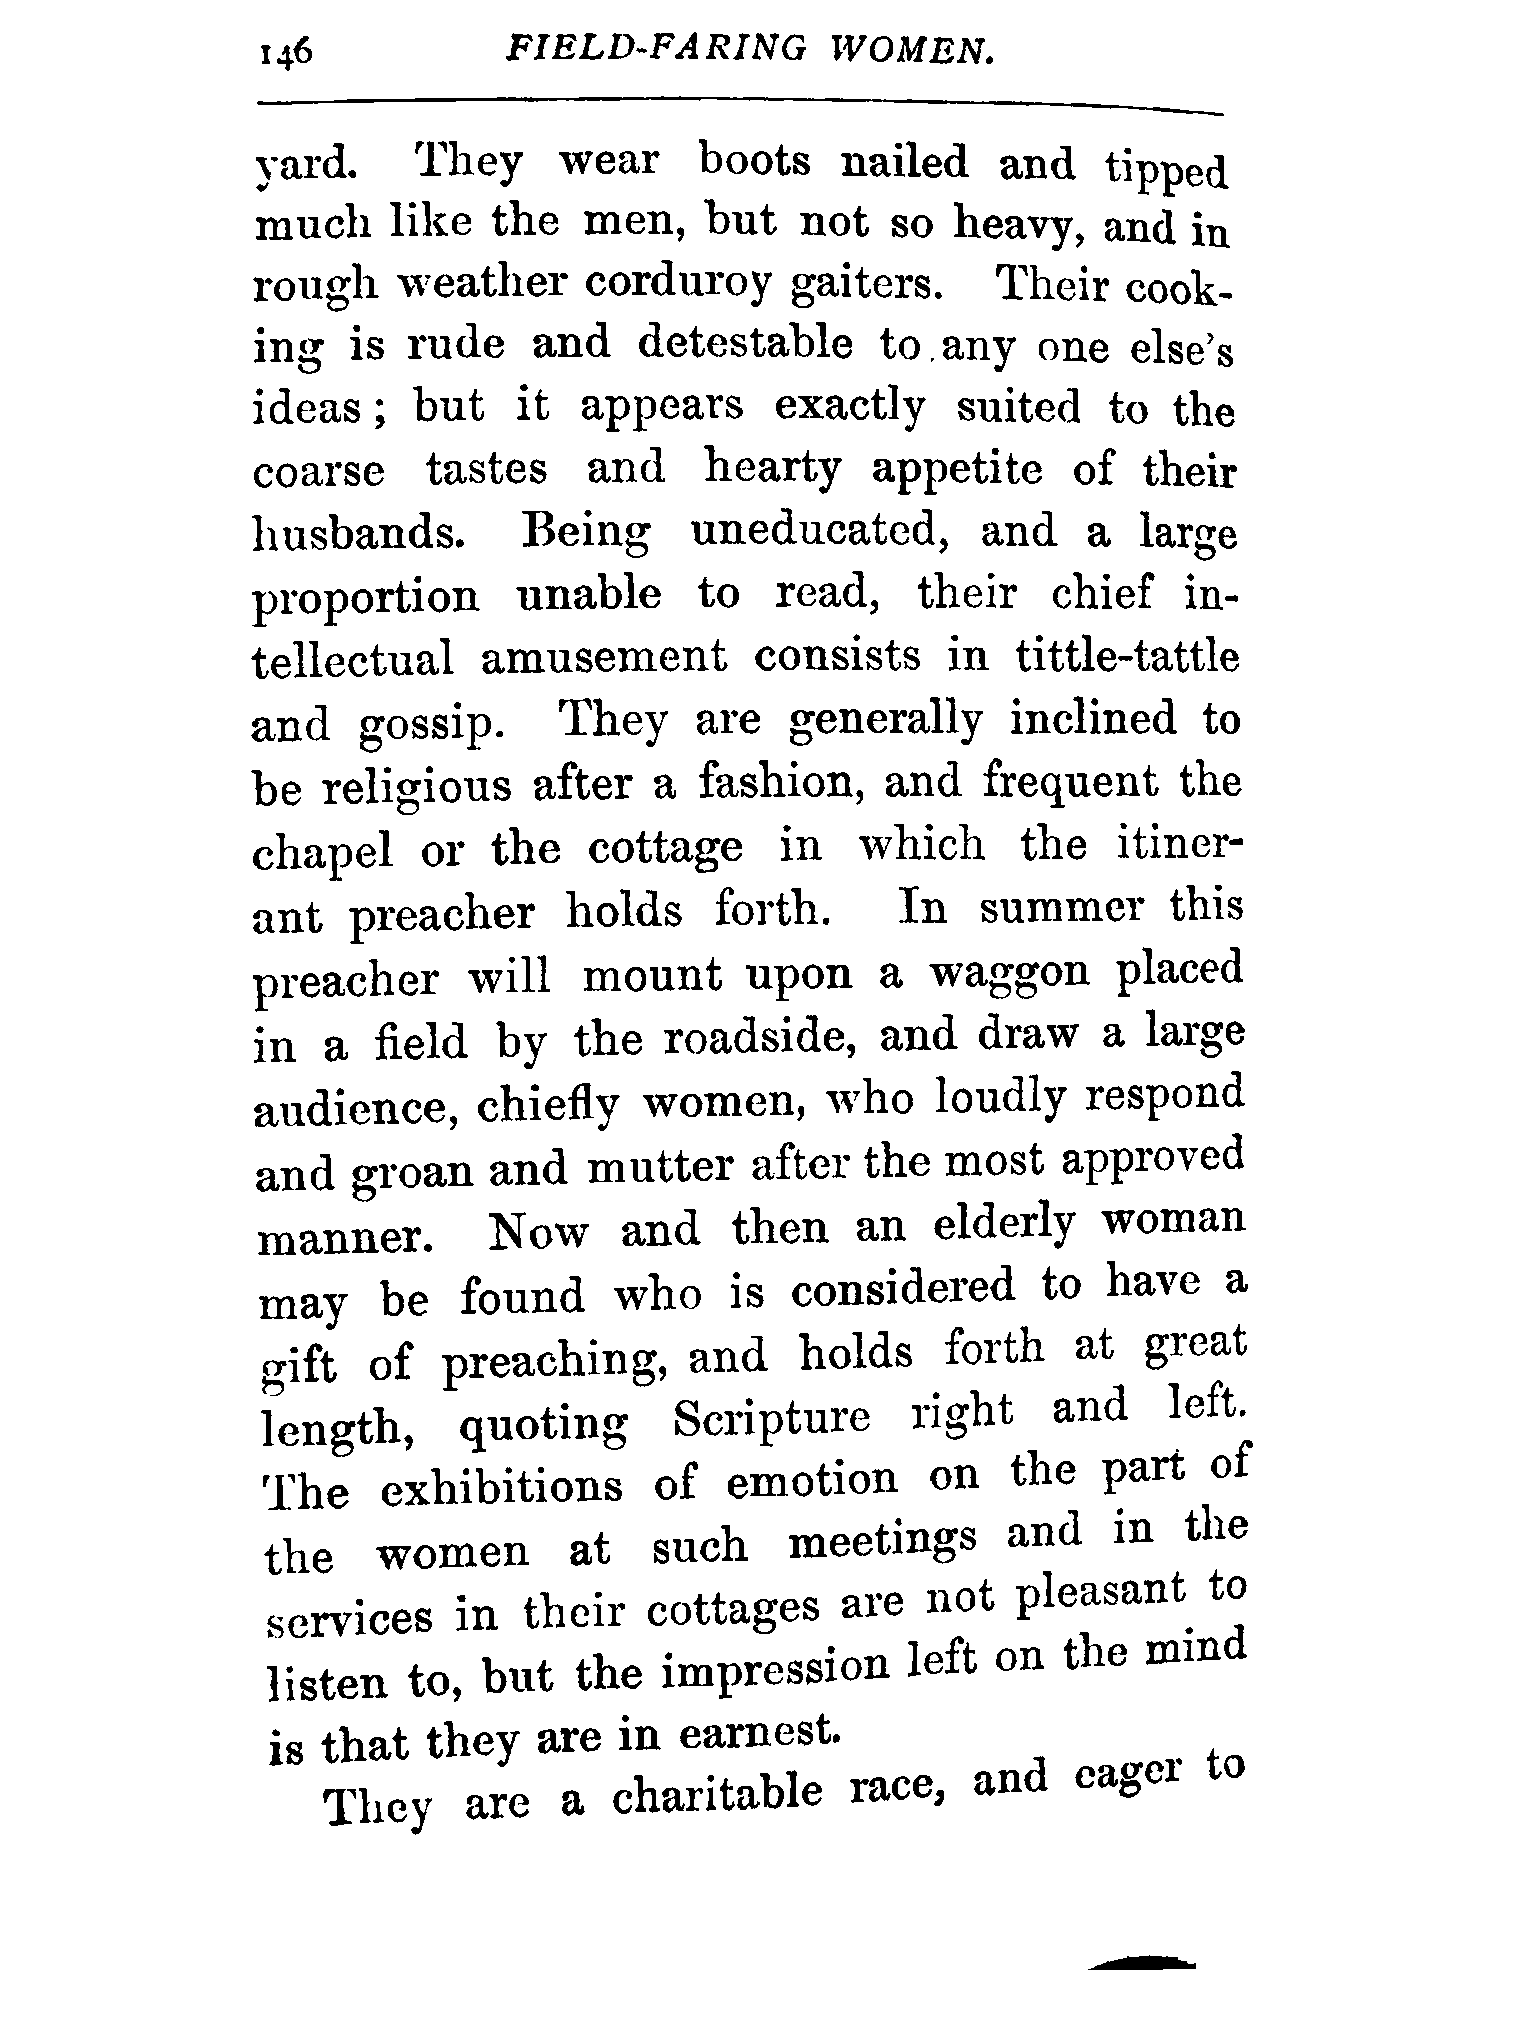 146 FIELD-FARING WOMEN.
yard. They wear boots nailed and tipped
much like the men, but not so heavy, and in
rough weather corduroy gaiters. Their cook-
ing is rude and detestable to any one else's
ideas; but it appears exactly suited to the
coarse tastes and hearty appetite of their
husbands. Being uneducated, and a large
proportion unable to read, their chief in-
tellectual amusement consists in tittle-tattle
and gossip. They are generally inclined to
be religious after a fashion, and frequent the
chapel or the cottage in which the itiner-
ant preacher holds forth. In summer this
preacher will mount upon a waggon placed
in a field by the roadside, and draw a large
audience, chiefly women, who loudly respond
and groan and mutter after the most approved
manner. Now and then an elderly woman
may be found who is considered to have a
gift of preaching, and holds forth at great
length, quoting Scripture right and left.
The exhibitions of emotion on the part of
the women at such meetings and in the
services in their cottages are not pleasant to
listen to, but the impression left on the mind
is that they are in earnest.
They are a charitable race, and eager to